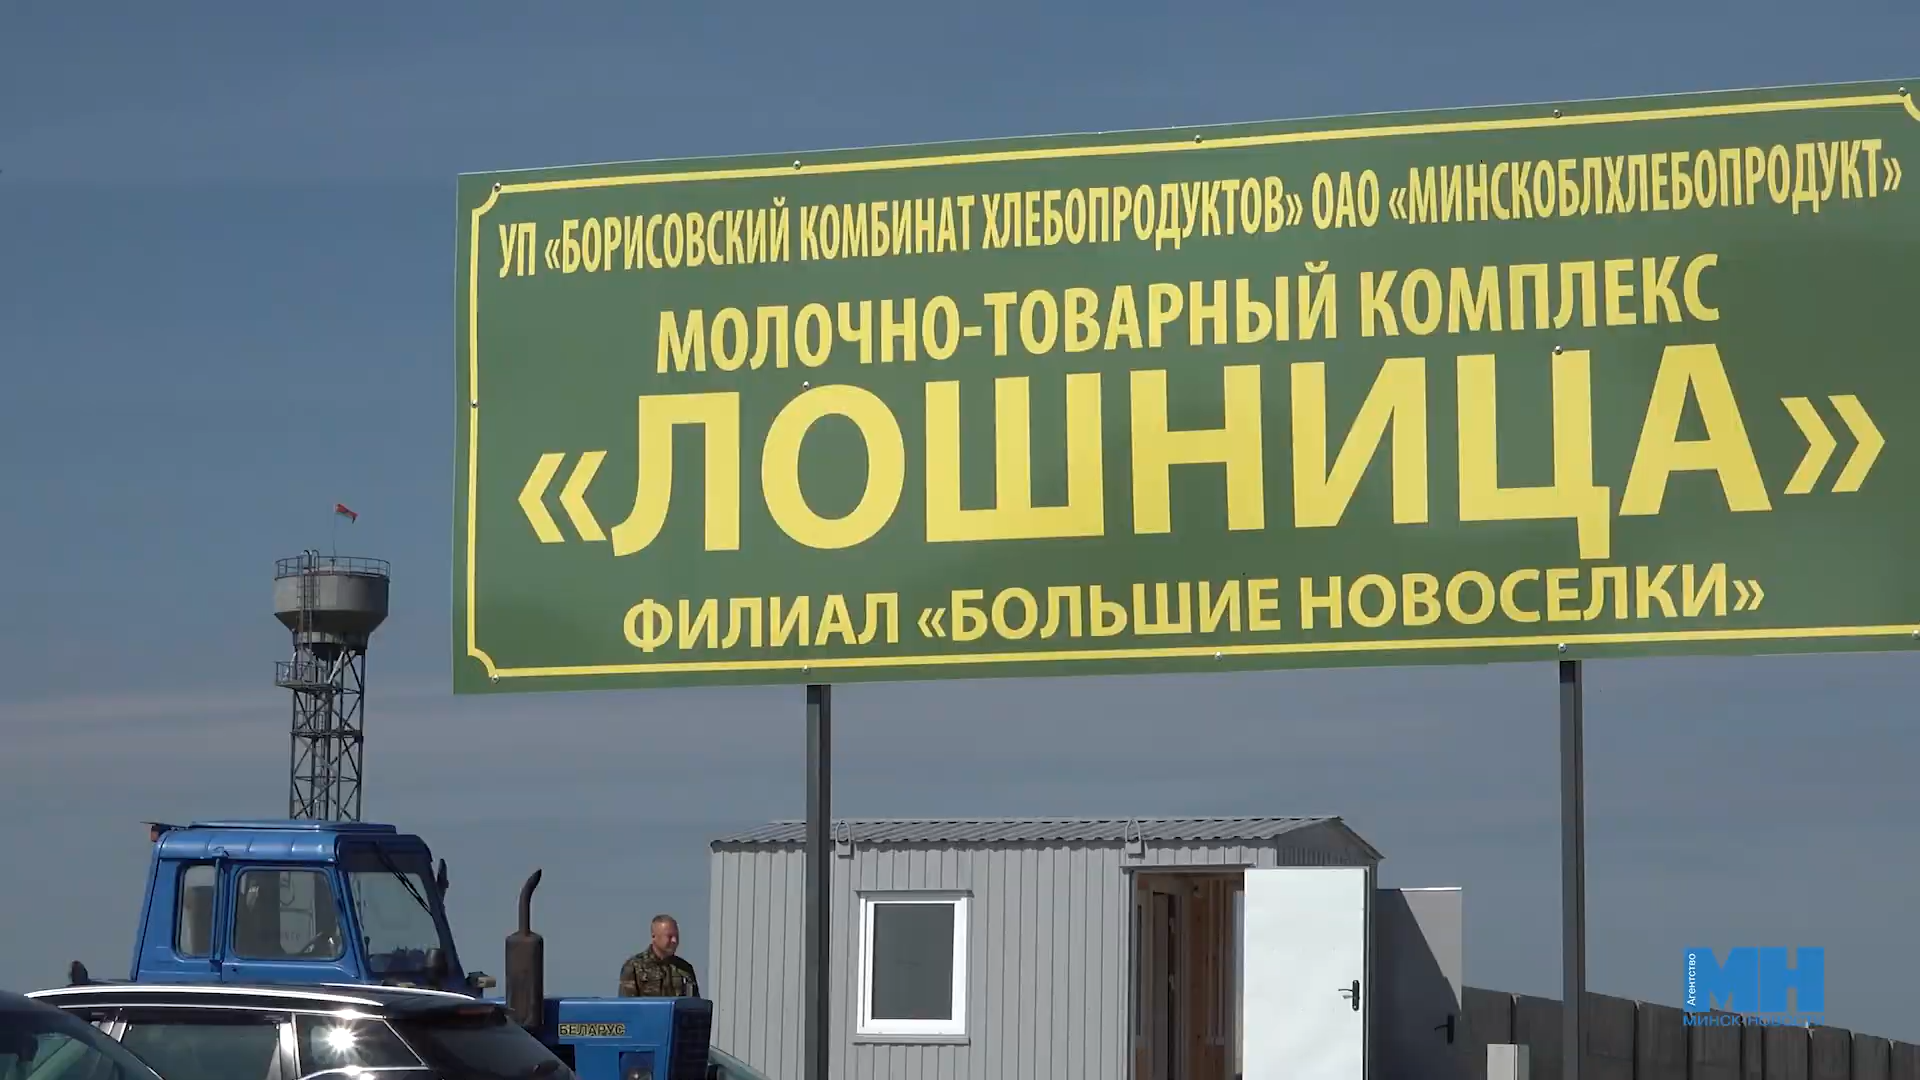 УП «БОРИСОВСКИЙ КОМБИНАТ ХЛЕБОПРОДУКТОВ» ОАО «МИНСКОБЛХЛЕБОПРОДУКТ»
МОЛОЧНО-ТОВАРНЫЙ КОМПЛЕКС
«ЛОШНИЦА»
ФИЛИАЛ «БОЛЬШИЕ НОВОСЕЛКИ»
БЕЛАРУС
Агентство
МН
МИНСК-НОВОСТИ